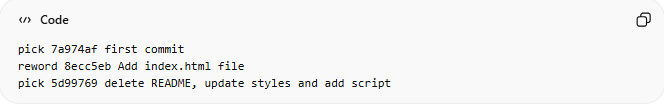 Code
pick 7a974af first commit
reword 8ecc5eb Add index.html file
pick 5d99769 delete README, update styles and add script